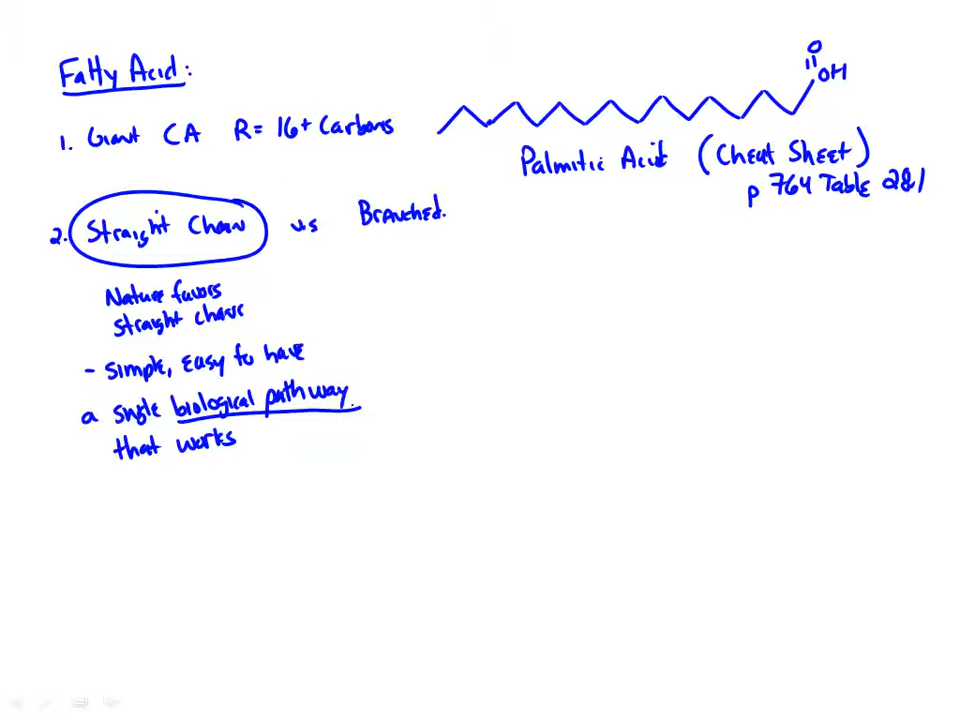 Fatty Acid:
O
OH
1. Giant CA R= 16+ Carbons
Palmitic Acid (Cheat Sheet)
p 764 Table 28.1
2. Straight Chain vs Branched.
Nature favors
straight chains
- simple, easy to have
a single biological pathway
that works